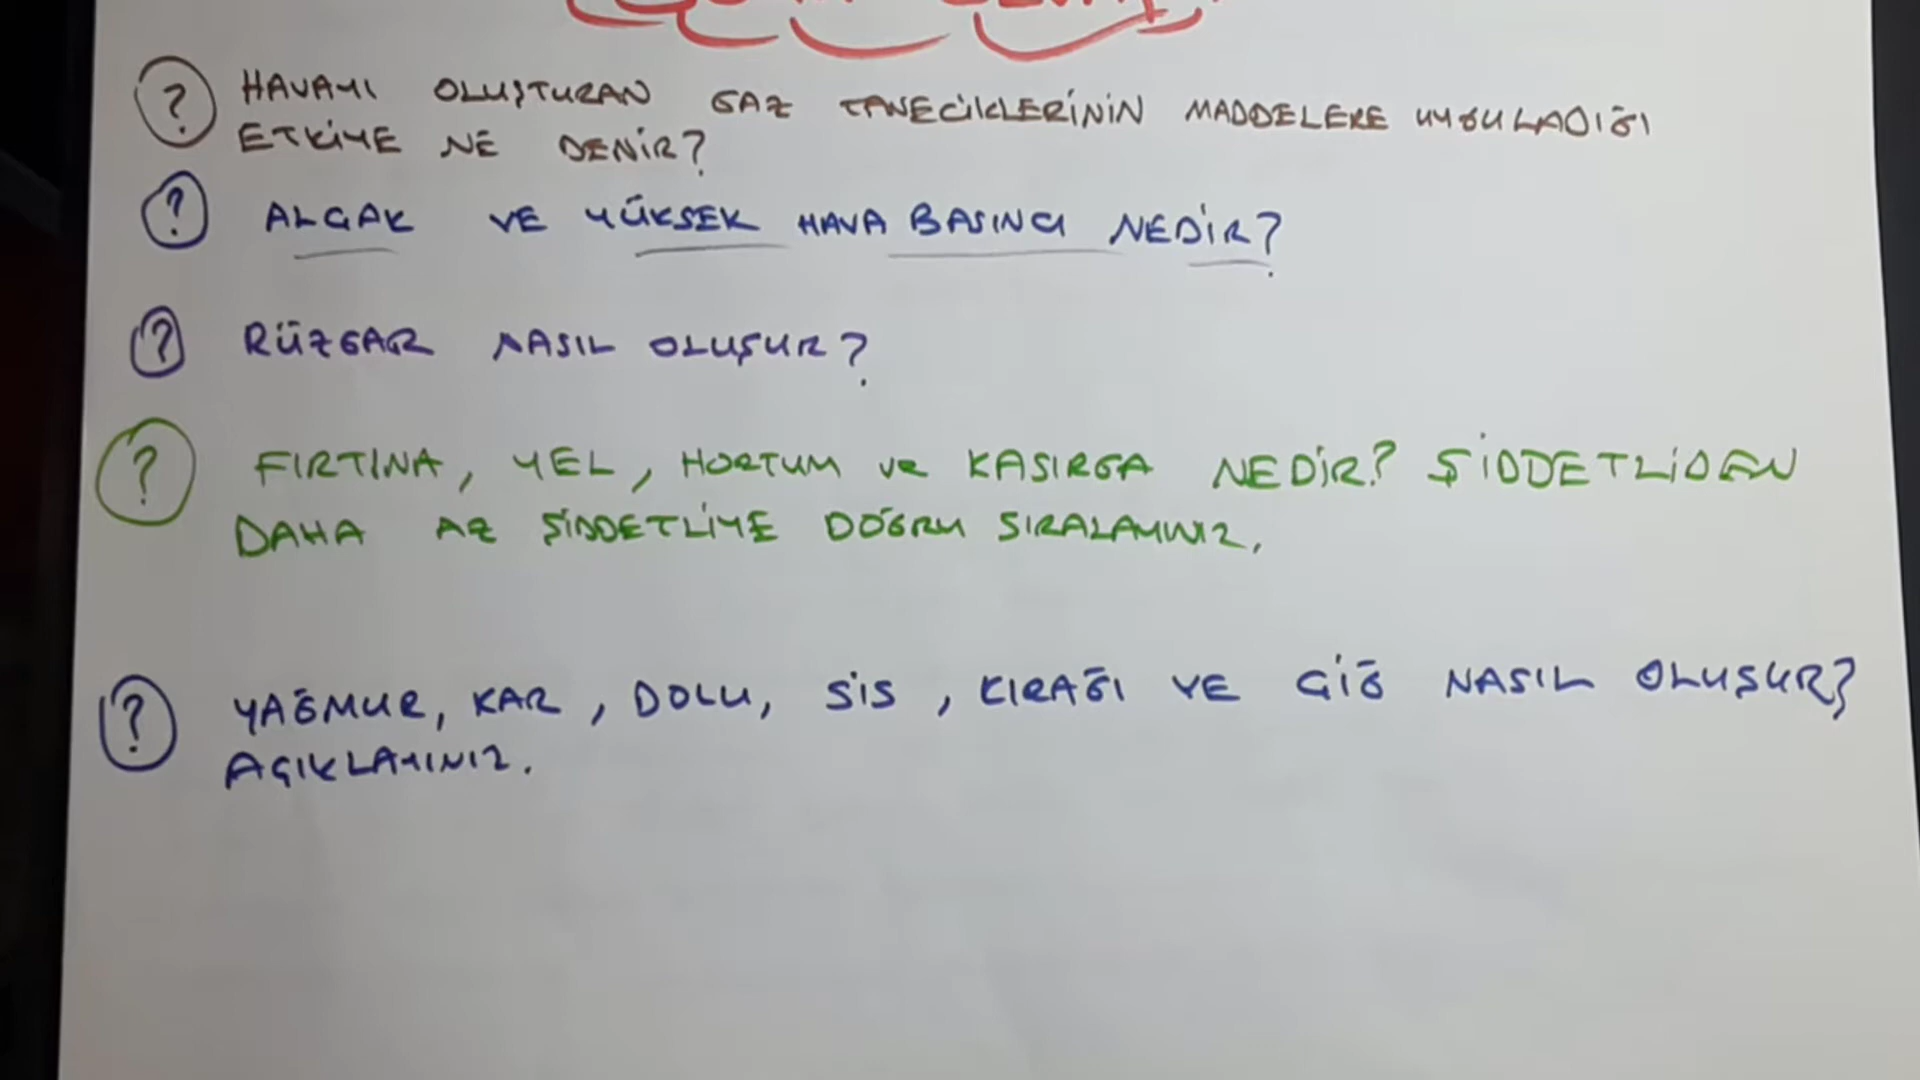 ? HAVAYI OLUŞTURAN GAZ TANECİKLERİNİN MADDELERE UYGULADIĞI
ETKİYE NE DENİR?
? ALÇAK VE YÜKSEK HAVA BASINCI NEDİR?
? RÜZGAR NASIL OLUŞUR?
? FIRTINA, YEL, HORTUM ve KASIRGA NEDİR? ŞİDDETLİDEN
DAHA AZ ŞİDDETLİYE DOĞRU SIRALAYINIZ.
? YAĞMUR, KAR, DOLU, SİS, KIRAĞI VE ÇİĞ NASIL OLUŞUR?
AÇIKLAYINIZ.